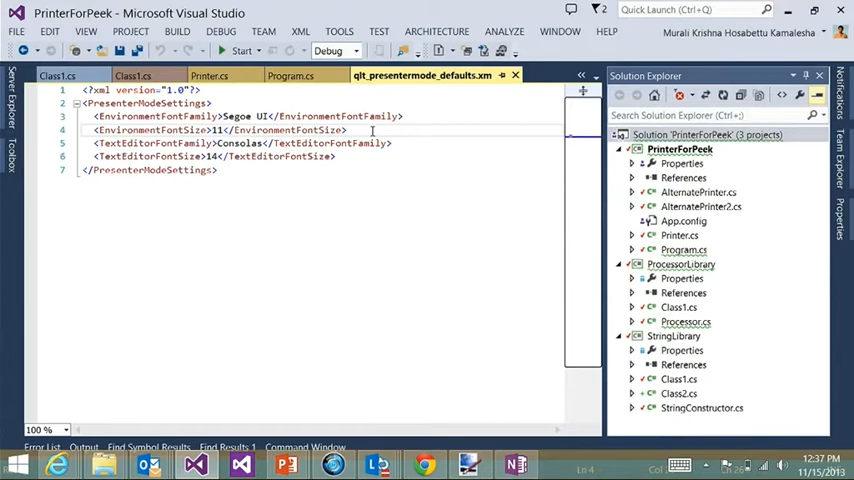 PrinterForPeek - Microsoft Visual Studio
2
Quick Launch (Ctrl+Q)
FILE EDIT VIEW PROJECT BUILD DEBUG TEAM XML TOOLS TEST ARCHITECTURE ANALYZE WINDOW HELP
Murali Krishna Hosabettu Kamalesha
Start Debug
Server Explorer
Toolbox
Class1.cs Class1.cs Printer.cs Program.cs qlt_presentermode_defaults.xm
1 <?xml version="1.0"?>
2 <PresenterModeSettings>
3 <EnvironmentFontFamily>Segoe UI</EnvironmentFontFamily>
4 <EnvironmentFontSize>11</EnvironmentFontSize>
5 <TextEditorFontFamily>Consolas</TextEditorFontFamily>
6 <TextEditorFontSize>14</TextEditorFontSize>
7 </PresenterModeSettings>
100 %
Solution Explorer
Search Solution Explorer (Ctrl+;)
Solution 'PrinterForPeek' (3 projects)
PrinterForPeek
Properties
References
AlternatePrinter.cs
AlternatePrinter2.cs
App.config
Printer.cs
Program.cs
ProcessorLibrary
Properties
References
Class1.cs
Processor.cs
StringLibrary
Properties
References
Class1.cs
Class2.cs
StringConstructor.cs
Notifications
Team Explorer
Properties
Error List Find Symbol Results Find Results 1 Command Window
Ln 4
12:37 PM
11/15/2013